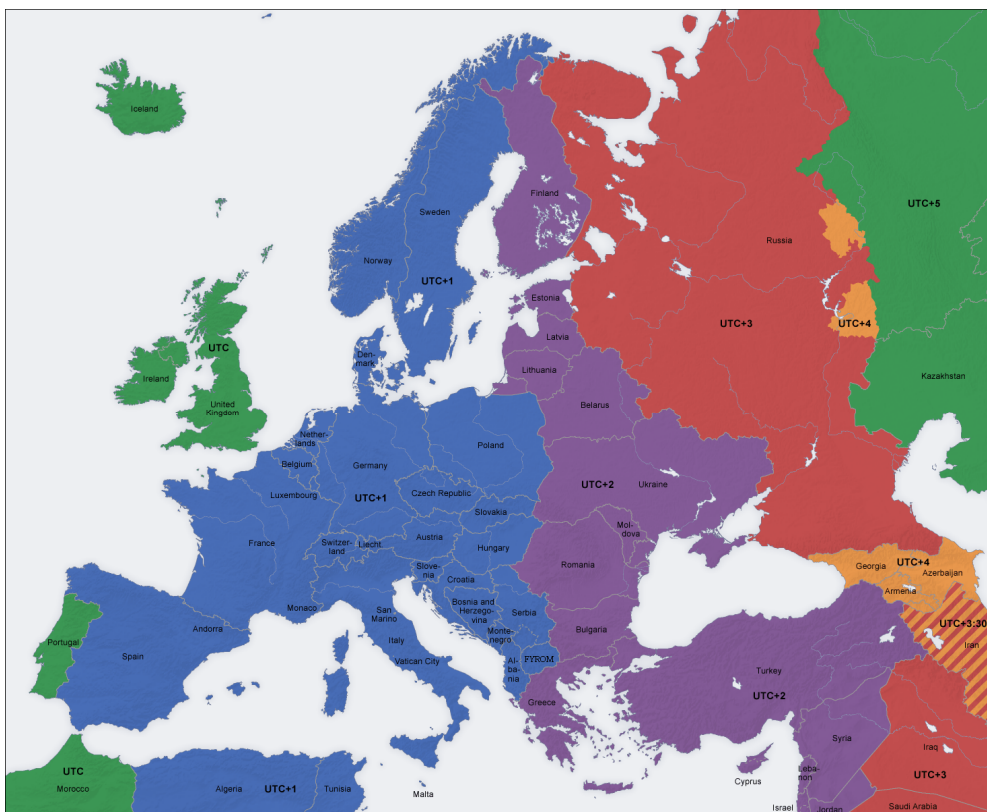 Iceland
Finland
Sweden
UTC+5
Russia
Norway
UTC+1
Estonia
UTC+3
UTC+4
Latvia
UTC
Den-
mark
Lithuania
Ireland
Kazakhstan
United
Kingdom
Belarus
Nether-
lands
Poland
Belgium
Germany
Czech Republic
UTC+2
Ukraine
Luxembourg
UTC+1
Slovakia
Mol-
dova
Austria
France
Switzer-
land
Liecht.
Hungary
Romania
Georgia
UTC+4
Azerbaijan
Slove-
nia
Croatia
Armenia
Bosnia and
Herzego-
vina
Monaco
San
Marino
Serbia
UTC+3:30
Andorra
Bulgaria
Portugal
Italy
Monte-
negro
Iran
Spain
Vatican City
Al-
ba-
nia
FYROM
Turkey
UTC+2
Greece
Syria
Iraq
Leba-
non
UTC
Morocco
Algeria
UTC+1
Tunisia
Malta
Cyprus
UTC+3
Israel
Jordan
Saudi Arabia